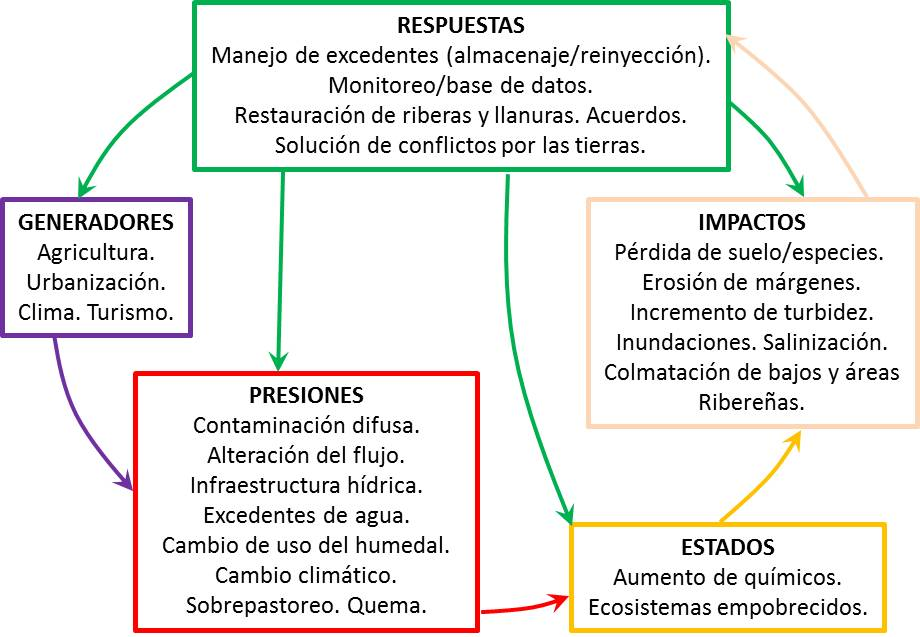 RESPUESTAS
Manejo de excedentes (almacenaje/reinyección).
Monitoreo/base de datos.
Restauración de riberas y llanuras. Acuerdos.
Solución de conflictos por las tierras.
GENERADORES
Agricultura.
Urbanización.
Clima. Turismo.
IMPACTOS
Pérdida de suelo/especies.
Erosión de márgenes.
Incremento de turbidez.
Inundaciones. Salinización.
Colmatación de bajos y áreas
Ribereñas.
PRESIONES
Contaminación difusa.
Alteración del flujo.
Infraestructura hídrica.
Excedentes de agua.
Cambio de uso del humedal.
Cambio climático.
Sobrepastoreo. Quema.
ESTADOS
Aumento de químicos.
Ecosistemas empobrecidos.